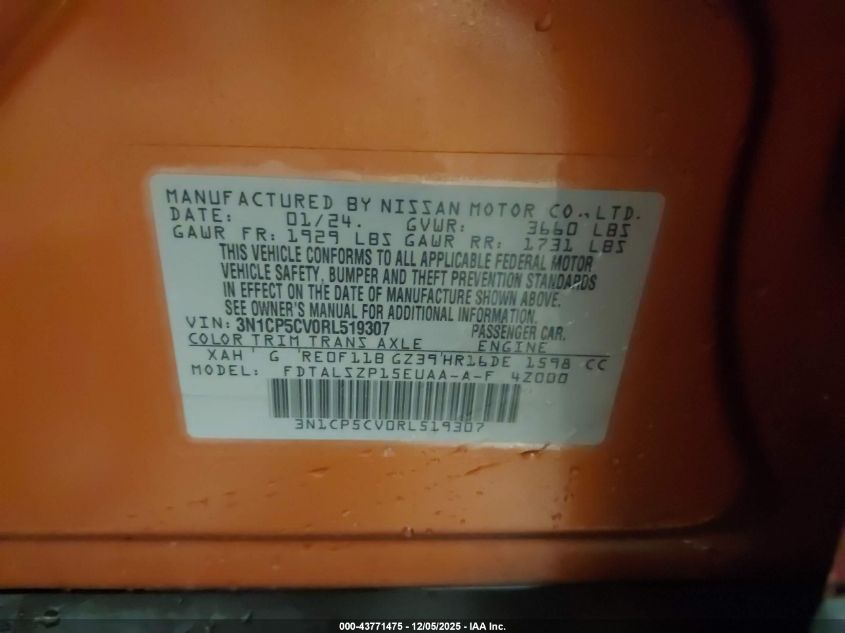 MANUFACTURED BY NISSAN MOTOR CO.,LTD.
DATE: 01/24. GVWR: 3660 LBS
GAWR FR: 1929 LBS GAWR RR: 1731 LBS
THIS VEHICLE CONFORMS TO ALL APPLICABLE FEDERAL MOTOR
VEHICLE SAFETY, BUMPER AND THEFT PREVENTION STANDARDS
IN EFFECT ON THE DATE OF MANUFACTURE SHOWN ABOVE.
SEE OWNER'S MANUAL FOR ADDITIONAL INFORMATION
VIN: 3N1CP5CV0RL519307 PASSENGER CAR.
COLOR TRIM TRANS AXLE ENGINE
XAH G RE0F11B GZ39 HR16DE 1598 CC
MODEL: FDTALSZP15EUAA-A-F 4Z000
3N1CP5CV0RL519307
000-43771475 - 12/05/2025 - IAA Inc.